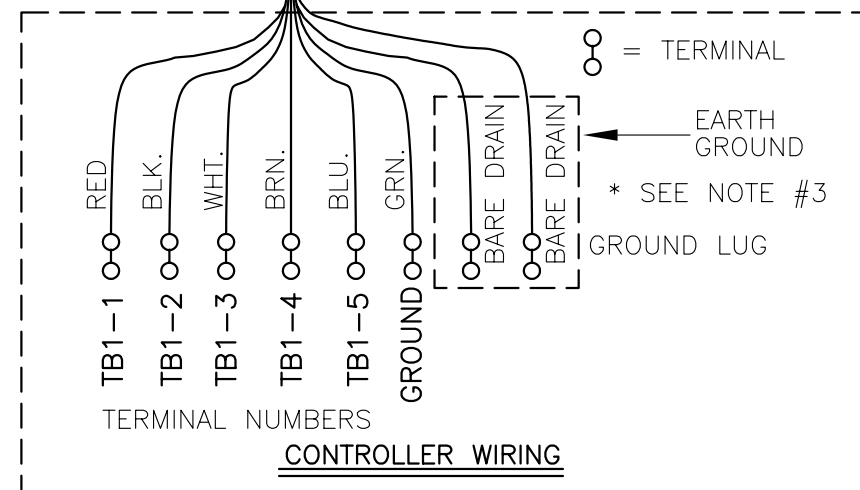 = TERMINAL
EARTH
GROUND
* SEE NOTE #3
GROUND LUG
RED
BLK.
WHT.
BRN.
BLU.
GRN.
BARE DRAIN
BARE DRAIN
TB1-1
TB1-2
TB1-3
TB1-4
TB1-5
GROUND
TERMINAL NUMBERS
CONTROLLER WIRING